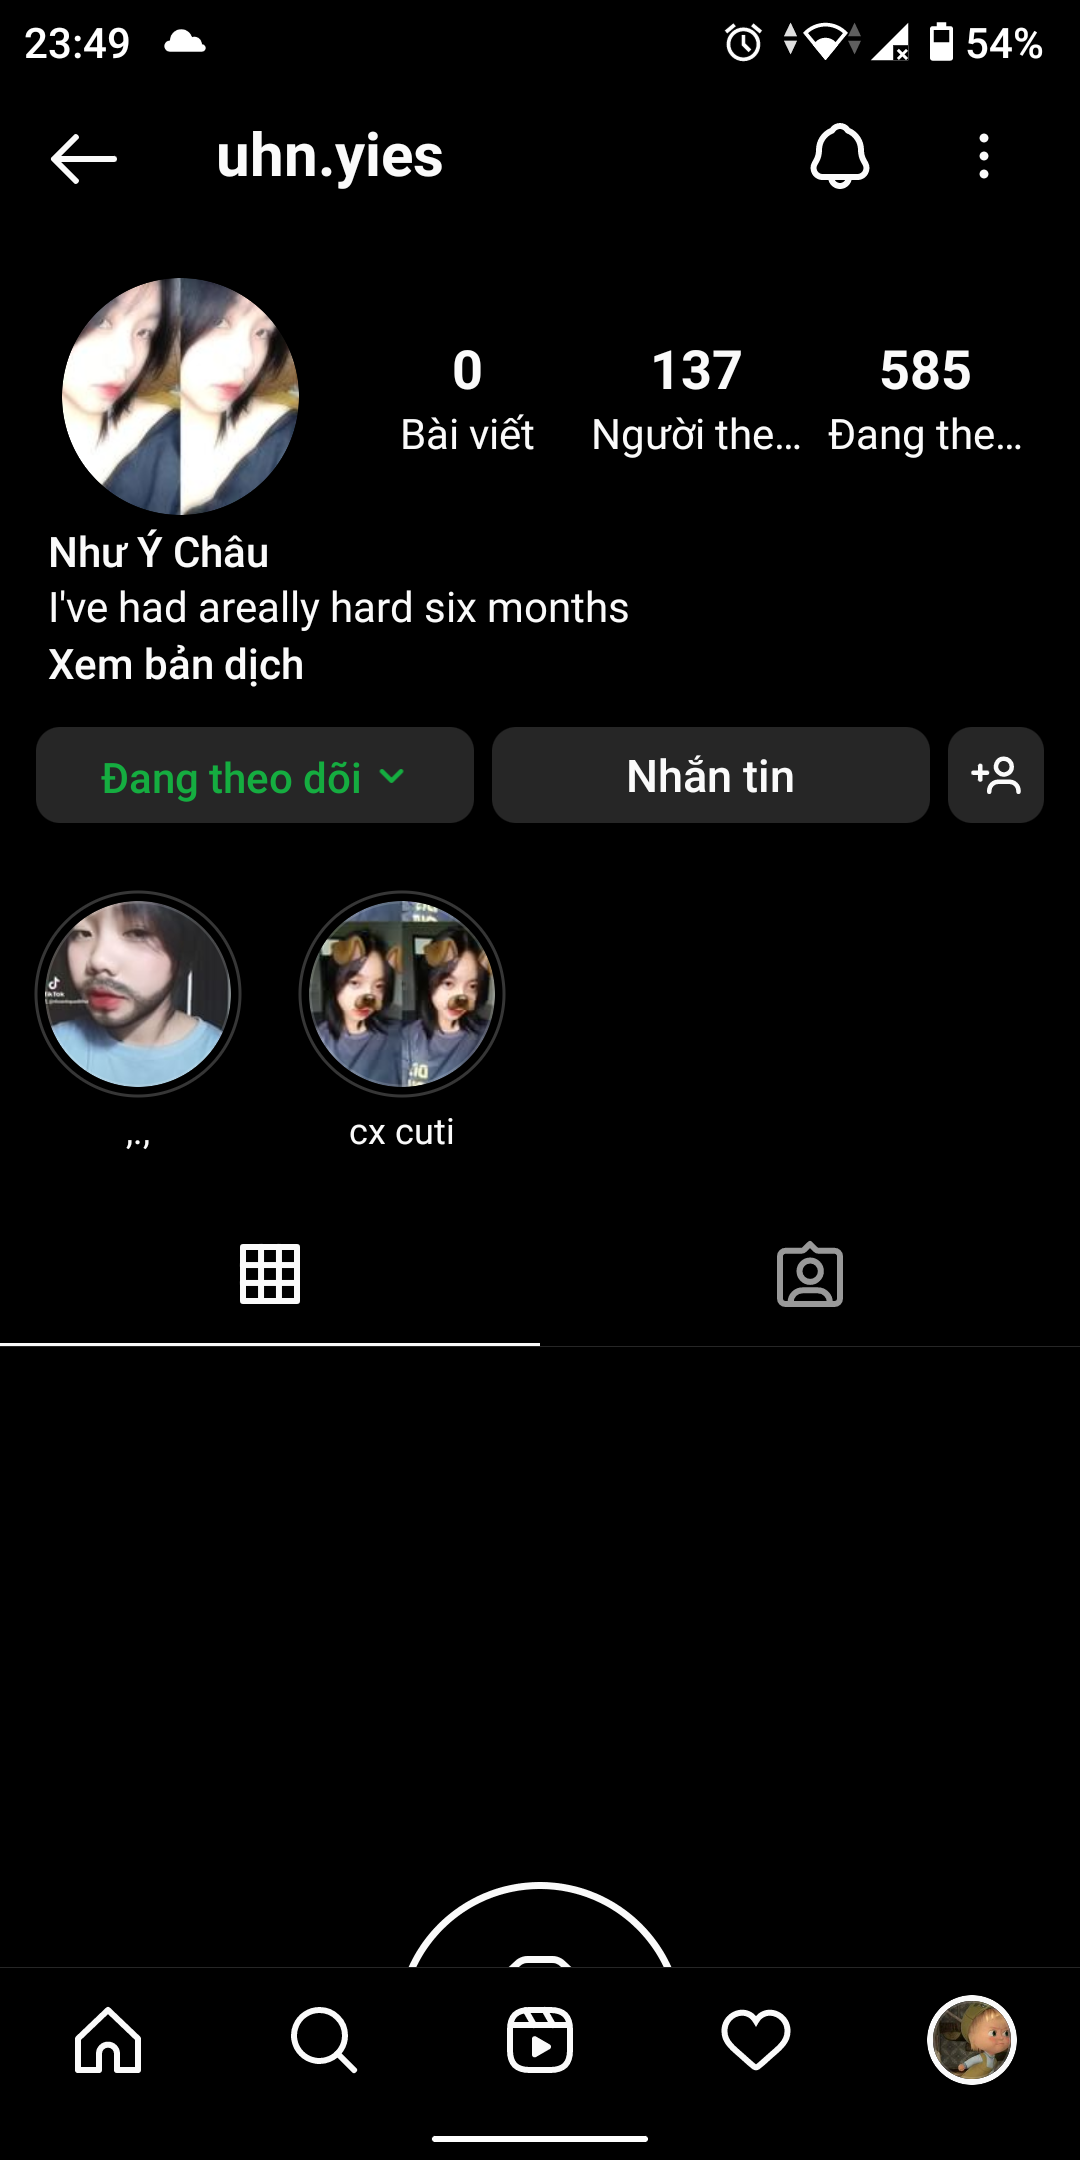 23:49 54%
uhn.yies
0 137 585
Bài viết Người the... Đang the...
Như Ý Châu
I've had areally hard six months
Xem bản dịch
Đang theo dõi Nhắn tin
,., cx cuti